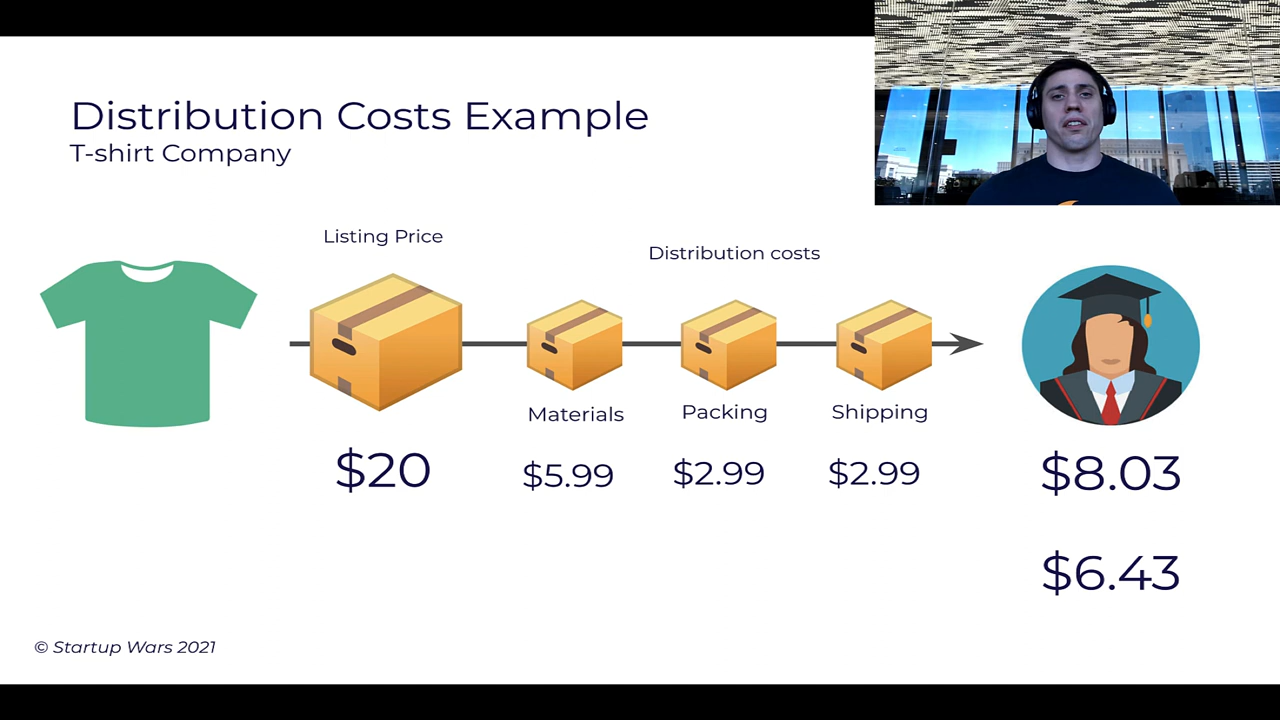 Distribution Costs Example
T-shirt Company
Listing Price
Distribution costs
Materials
Packing
Shipping
$20
$5.99
$2.99
$2.99
$8.03
$6.43
© Startup Wars 2021